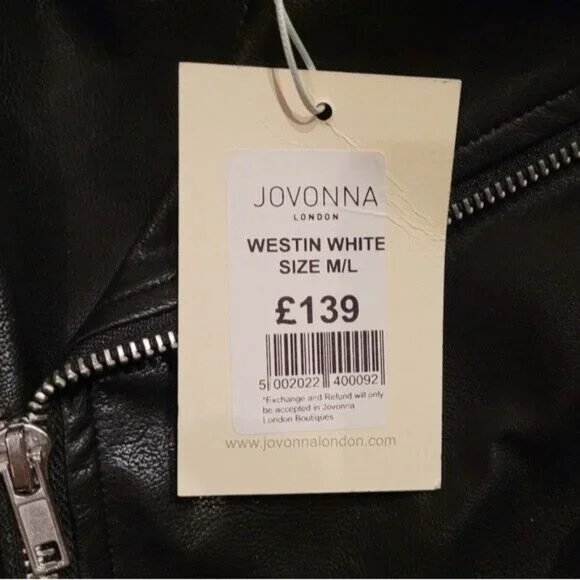 JOVONNA
LONDON
WESTIN WHITE
SIZE M/L
£139
5 002022 400092
*Exchange and Refund will only
be accepted in Jovonna
London Boutiques
www.jovonnalondon.com